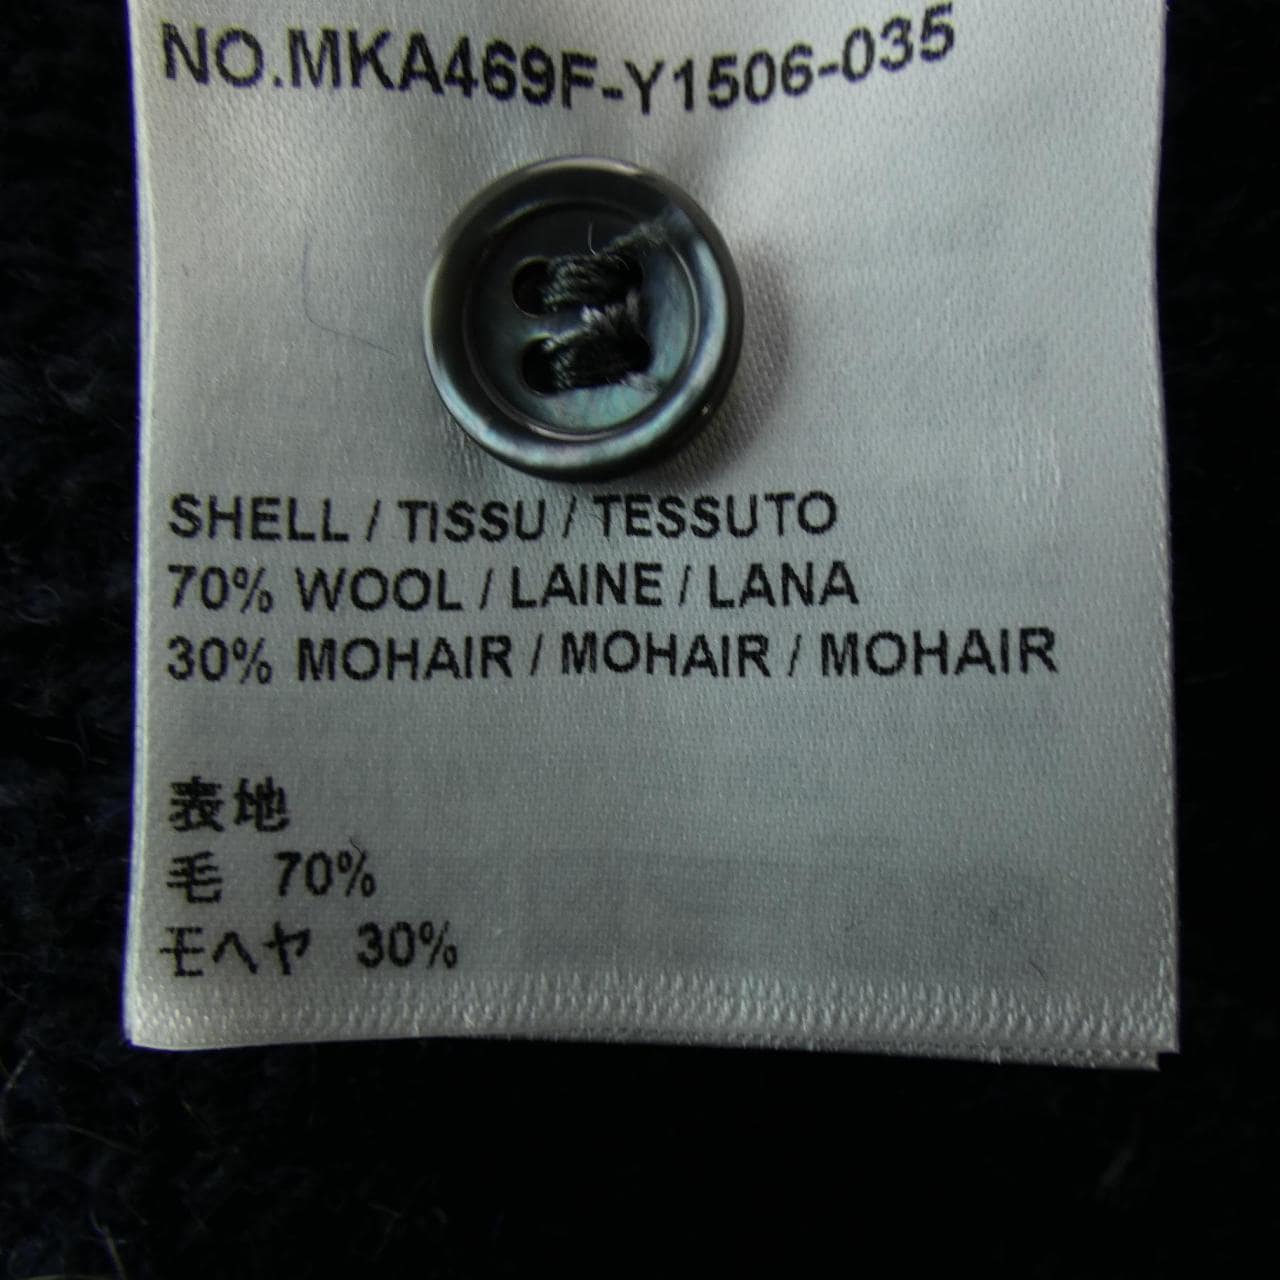 NO.MKA469F-Y1506-035
SHELL / TISSU / TESSUTO
70% WOOL / LAINE / LANA
30% MOHAIR / MOHAIR / MOHAIR
表地
毛 70%
モヘヤ 30%